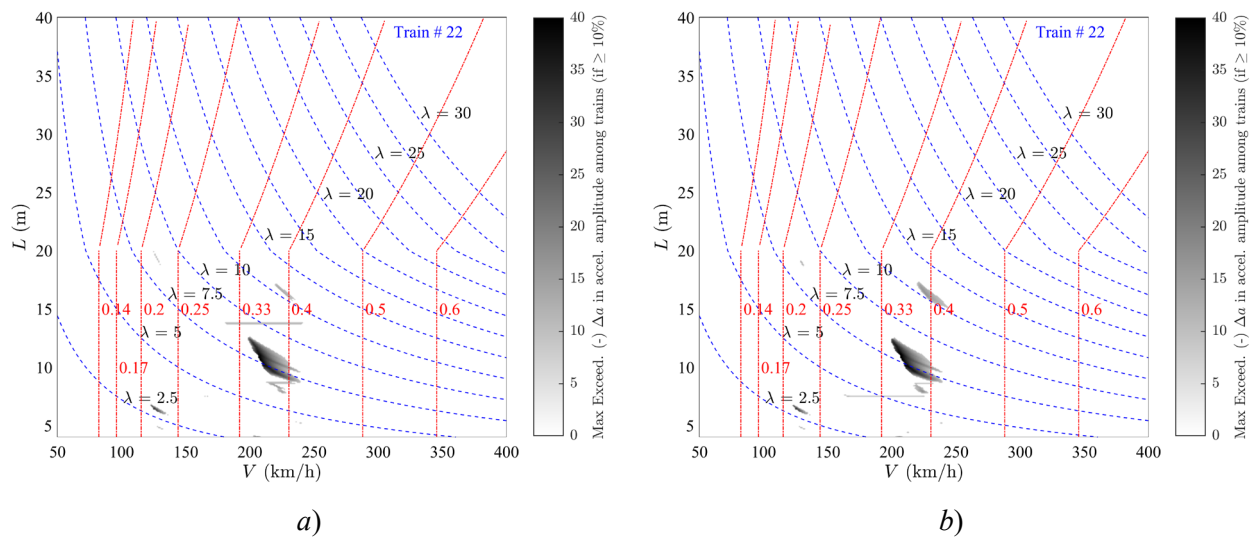 40
35
30
25
20
15
10
5
L (m)
50 100 150 200 250 300 350 400
V (km/h)
Train # 22
λ = 30
λ = 25
λ = 20
λ = 15
λ = 10
λ = 7.5
λ = 5
λ = 2.5
0.14 0.2 0.25 0.33 0.4 0.5 0.6
0.17
40
35
30
25
20
15
10
5
0
Max Exceed. (-) Δa in accel. amplitude among trains (if ≥ 10%)
a)
40
35
30
25
20
15
10
5
L (m)
50 100 150 200 250 300 350 400
V (km/h)
Train # 22
λ = 30
λ = 25
λ = 20
λ = 15
λ = 10
λ = 7.5
λ = 5
λ = 2.5
0.14 0.2 0.25 0.33 0.4 0.5 0.6
0.17
40
35
30
25
20
15
10
5
0
Max Exceed. (-) Δa in accel. amplitude among trains (if ≥ 10%)
b)